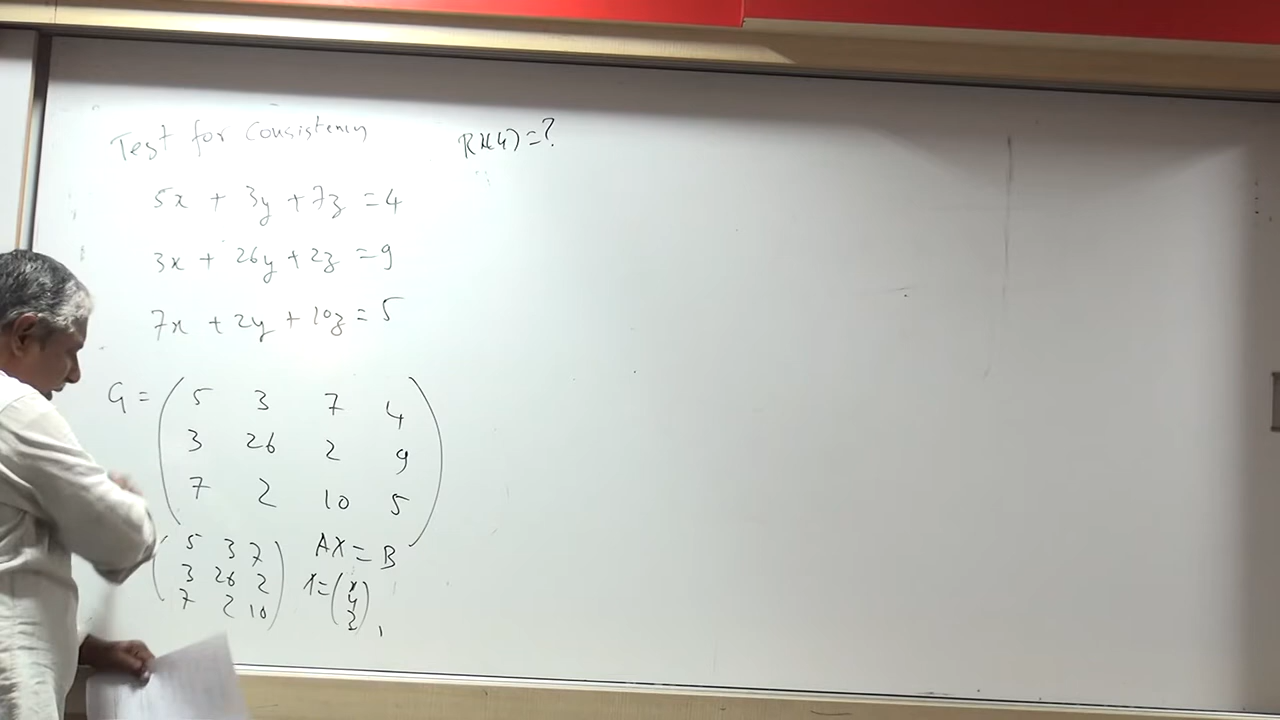 Test for Consistency
5x + 3y + 7z = 4
3x + 26y + 2z = 9
7x + 2y + 10z = 5
G = ( 5 3 7 4
3 26 2 9
7 2 10 5 )
( 5 3 7
3 26 2
7 2 10 )
AX = B
X = ( x
y
z ) ,
= ?